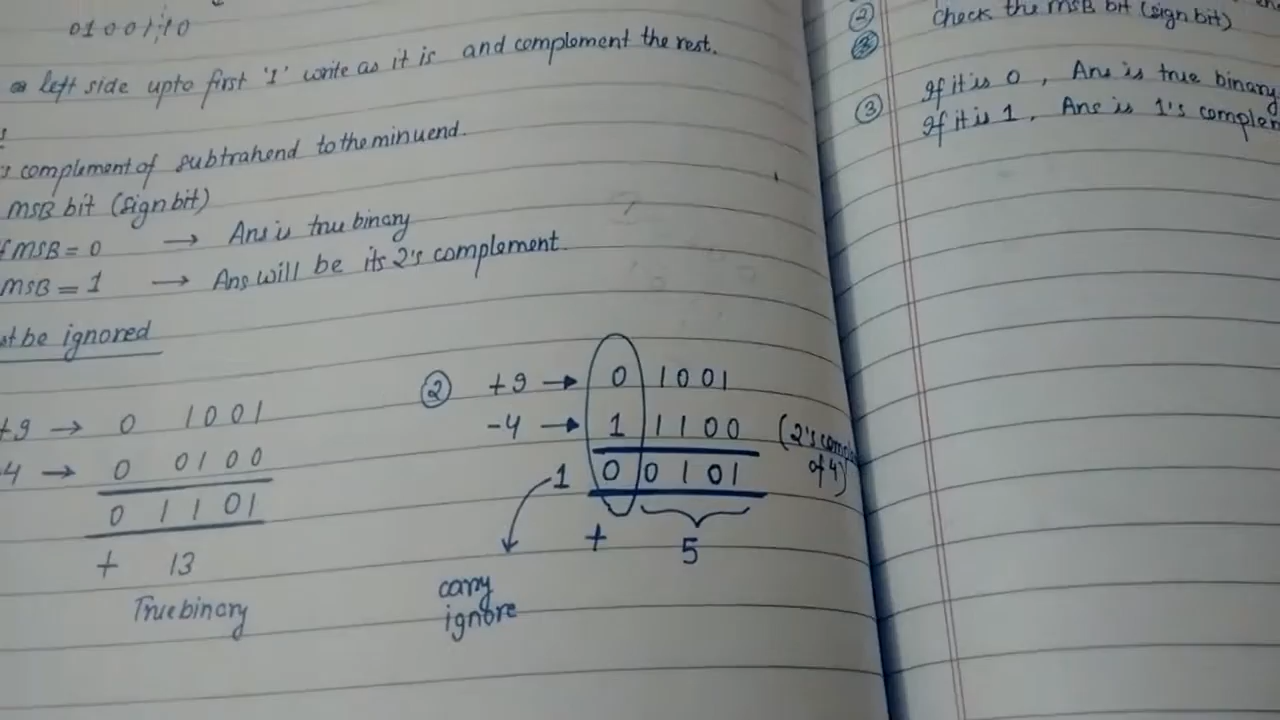 0100110
left side upto first '1' write as it is and complement the rest.
complement of subtrahend to the minuend.
MSB bit (sign bit)
MSB = 0 → Ans is true binary
MSB = 1 → Ans will be its 2's complement.
be ignored
+9 → 0 1001
4 → 0 0100
0 1101
+ 13
True binary
② +9 → 0 1001
-4 → 1 1100 (2's
of 4)
1 0 0101
+ 5
carry
ignore
②
Check the MSB bit (sign bit)
If it is 0, Ans is true binary
③ If it is 1, Ans is 1's